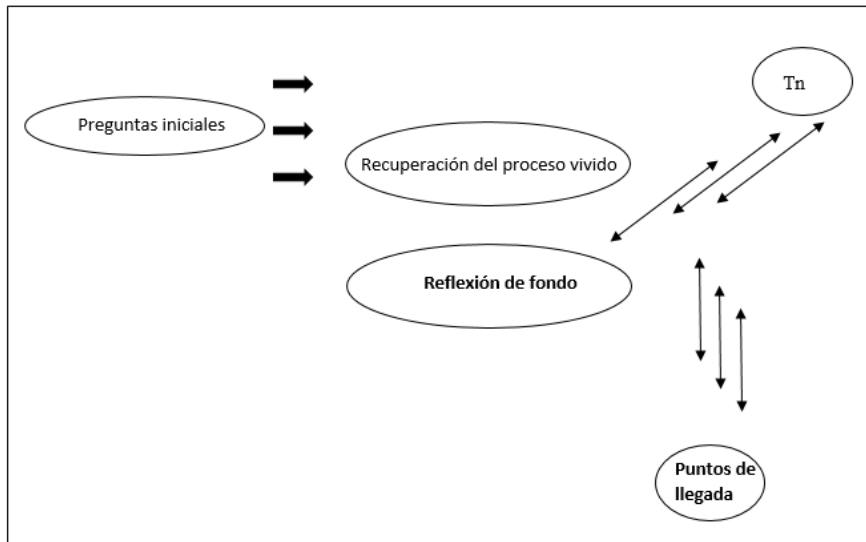 Tn
Preguntas iniciales
Recuperación del proceso vivido
Reflexión de fondo
Puntos de
llegada